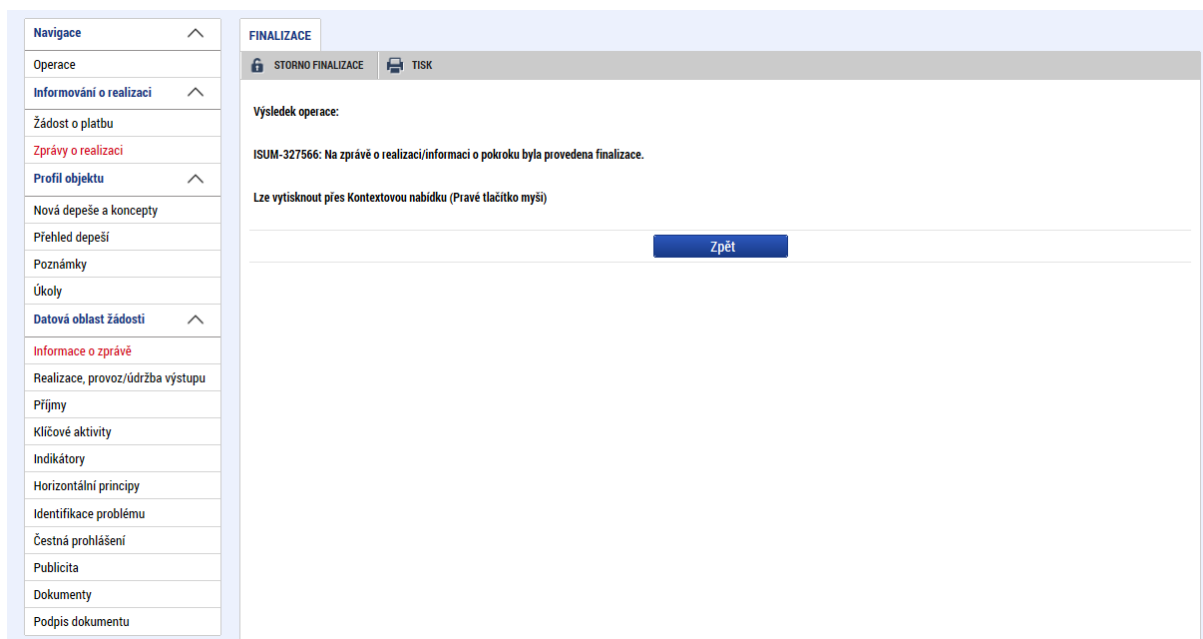 Navigace
Operace
Informování o realizaci
Žádost o platbu
Zprávy o realizaci
Profil objektu
Nová depeše a koncepty
Přehled depeší
Poznámky
Úkoly
Datová oblast žádosti
Informace o zprávě
Realizace, provoz/údržba výstupu
Příjmy
Klíčové aktivity
Indikátory
Horizontální principy
Identifikace problému
Čestná prohlášení
Publicita
Dokumenty
Podpis dokumentu
FINALIZACE
STORNO FINALIZACE TISK
Výsledek operace:
ISUM-327566: Na zprávě o realizaci/informaci o pokroku byla provedena finalizace.
Lze vytisknout přes Kontextovou nabídku (Pravé tlačítko myši)
Zpět